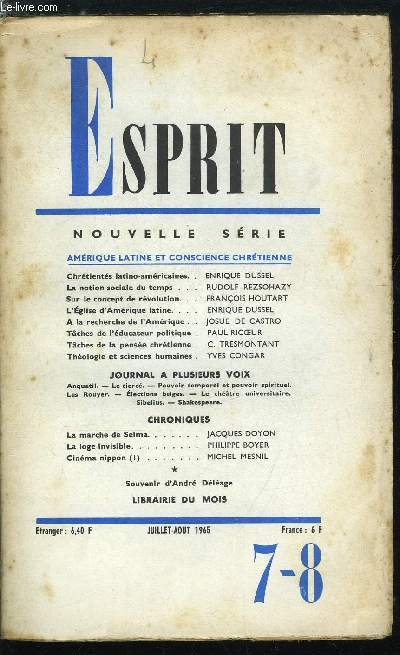 Le-livre.com
4
ESPRIT
NOUVELLE SÉRIE
AMÉRIQUE LATINE ET CONSCIENCE CHRÉTIENNE
Chrétientés latino-américaines. . ENRIQUE DUSSEL
La notion sociale du temps . . . RUDOLF REZSOHAZY
Sur le concept de révolution. . . FRANÇOIS HOUTART
L'Église d'Amérique latine. . . . ENRIQUE DUSSEL
A la recherche de l'Amérique . . JOSUÉ DE CASTRO
Tâches de l'éducateur politique . PAUL RICŒUR
Tâches de la pensée chrétienne . C. TRESMONTANT
Théologie et sciences humaines . YVES CONGAR
JOURNAL A PLUSIEURS VOIX
Anquetil. — Le tiercé. — Pouvoir temporel et pouvoir spirituel.
Les Rouyer. — Élections belges. — Le théâtre universitaire.
Sibelius. — Shakespeare.
CHRONIQUES
La marche de Selma. . . . . . . JACQUES DOYON
La loge invisible. . . . . . . . . PHILIPPE BOYER
Cinéma nippon (I) . . . . . . . MICHEL MESNIL
Souvenir d'André Déléage
LIBRAIRIE DU MOIS
Etranger : 6,40 F JUILLET-AOUT 1965 France : 6 F
7-8